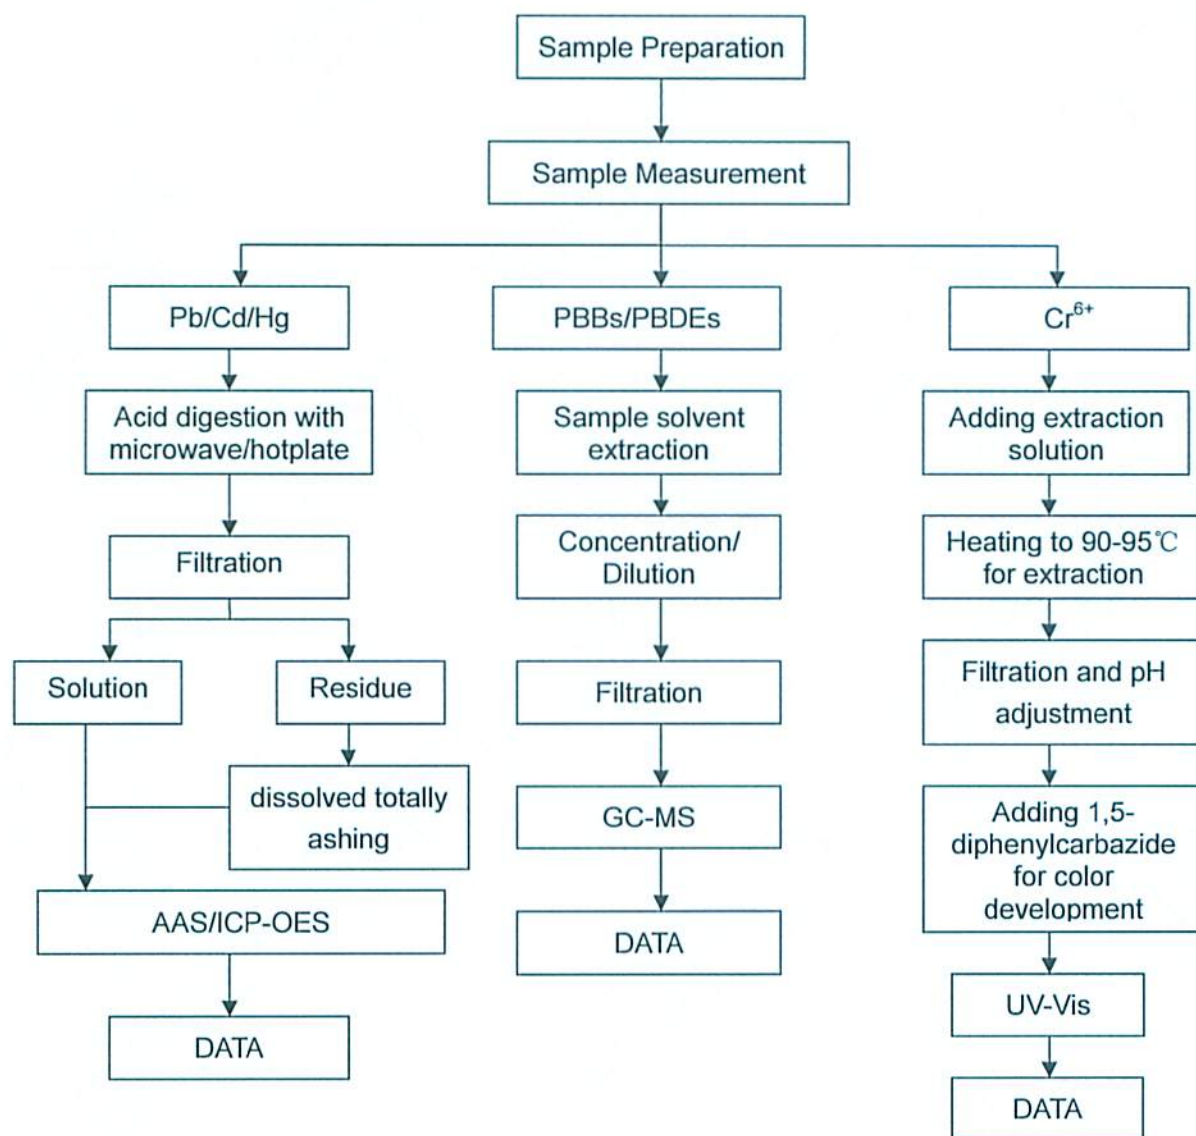 Sample Preparation
Sample Measurement
Pb/Cd/Hg
Acid digestion with
microwave/hotplate
Filtration
Solution
Residue
dissolved totally
ashing
AAS/ICP-OES
DATA
PBBs/PBDEs
Sample solvent
extraction
Concentration/
Dilution
Filtration
GC-MS
DATA
Cr⁶⁺
Adding extraction
solution
Heating to 90-95℃
for extraction
Filtration and pH
adjustment
Adding 1,5-
diphenylcarbazide
for color
development
UV-Vis
DATA